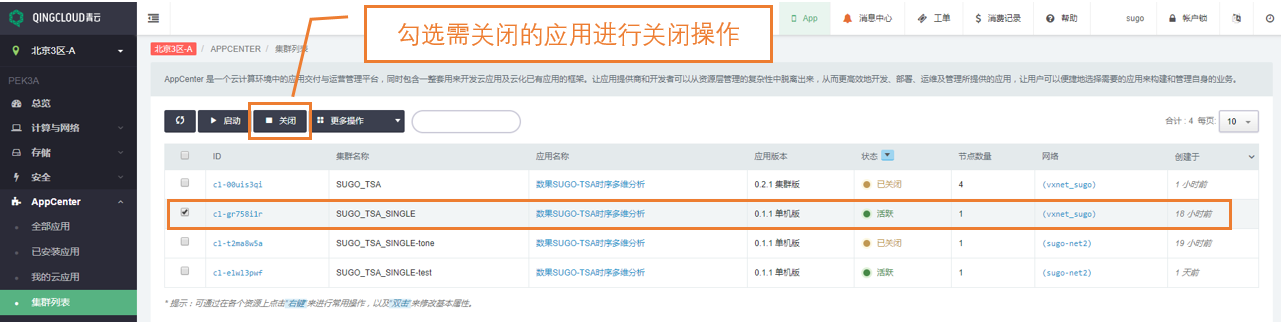 QINGCLOUD青云
App
消息中心
工单
消费记录
帮助
sugo
帐户锁
勾选需关闭的应用进行关闭操作
北京3区-A
北京3区-A / APPCENTER / 集群列表
PEK3A
总览
计算与网络
存储
安全
AppCenter
全部应用
已安装应用
我的云应用
集群列表
AppCenter 是一个云计算环境中的应用交付与运营管理平台，同时包含一整套用来开发云应用及云化已有应用的框架。让应用提供商和开发者可以从资源层管理的复杂性中脱离出来，从而更高效地开发、部署、运维及管理所提供的应用，让用户可以便捷地选择需要的应用来构建和管理自身的业务。
启动 关闭 更多操作 合计：4 每页: 10
ID 集群名称 应用名称 应用版本 状态 节点数量 网络 创建于
cl-00uis3qi SUGO_TSA 数果SUGO-TSA时序多维分析 0.2.1 集群版 已关闭 4 (vxnet_sugo) 1 小时前
cl-gr758i1r SUGO_TSA_SINGLE 数果SUGO-TSA时序多维分析 0.1.1 单机版 活跃 1 (vxnet_sugo) 18 小时前
cl-t2ma8w5a SUGO_TSA_SINGLE-tone 数果SUGO-TSA时序多维分析 0.1.1 单机版 已关闭 1 (sugo-net2) 19 小时前
cl-elwl3pwf SUGO_TSA_SINGLE-test 数果SUGO-TSA时序多维分析 0.1.1 单机版 活跃 1 (sugo-net2) 1 天前
* 提示：可通过在各个资源上点击"右键"来进行常用操作，以及"双击"来修改基本属性。